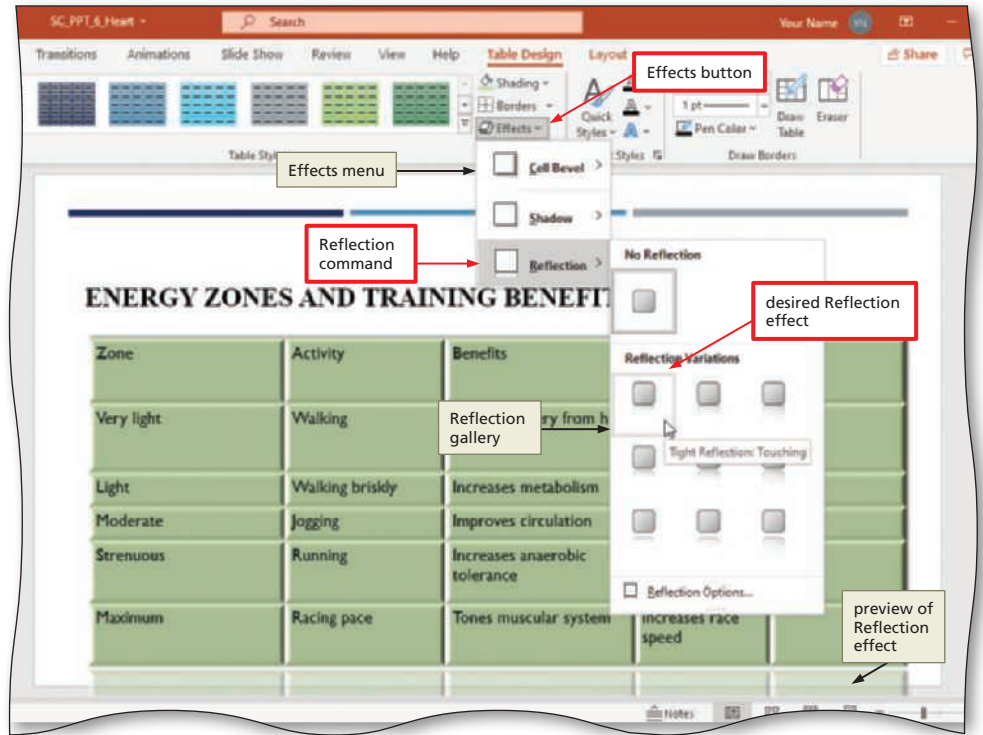 SC_PPT_6_Heart
Search
Your Name
Transitions Animations Slide Show Review View Help Table Design Layout Share
Effects button
Shading
Borders
Effects
Quick
Styles
1 pt
Pen Color
Draw
Table
Eraser
Table Sty
Styles
Draw Borders
Effects menu
Cell Bevel
Shadow
Reflection
command
Reflection
No Reflection
ENERGY ZONES AND TRAINING BENEFIT
desired Reflection
effect
Zone Activity Benefits
Reflection Variations
Very light Walking ry from h
Reflection
gallery
Tight Reflection: Touching
Light Walking briskly Increases metabolism
Moderate Jogging Improves circulation
Strenuous Running Increases anaerobic
tolerance
Reflection Options...
Maximum Racing pace Tones muscular system Increases race
speed
preview of
Reflection
effect
Notes